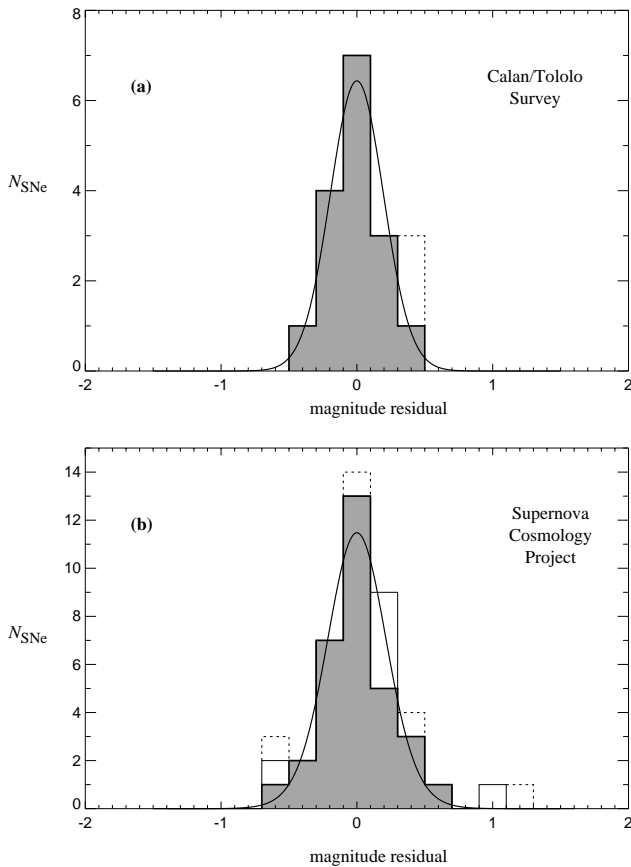 8
6
4
2
0
N_SNe
(a)
Calan/Tololo
Survey
-2 -1 0 1 2
magnitude residual
14
12
10
8
6
4
2
0
N_SNe
(b)
Supernova
Cosmology
Project
-2 -1 0 1 2
magnitude residual